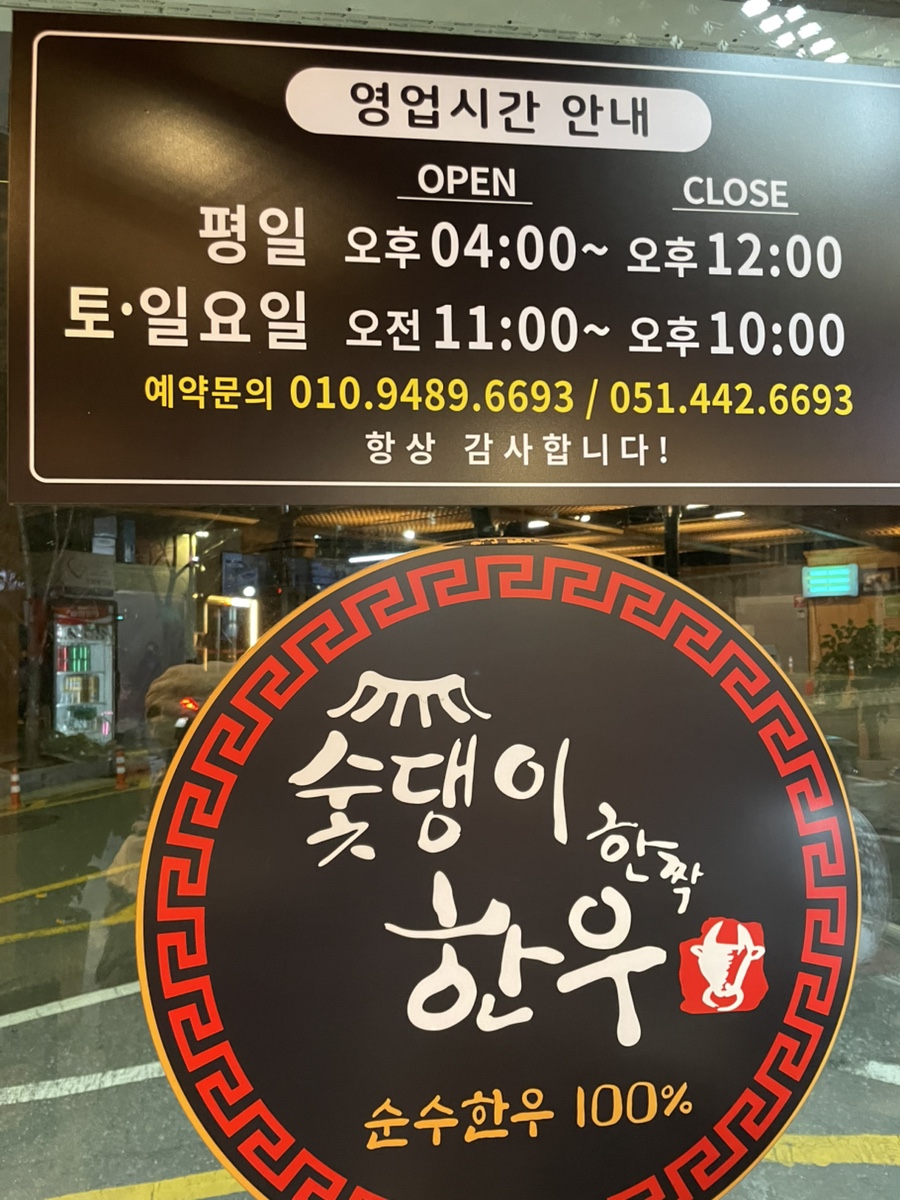 영업시간 안내
OPEN CLOSE
평일 오후 04:00~ 오후 12:00
토·일요일 오전 11:00~ 오후 10:00
예약문의 010.9489.6693 / 051.442.6693
항상 감사합니다!
숯댕이
한짝
한우
순수한우 100%